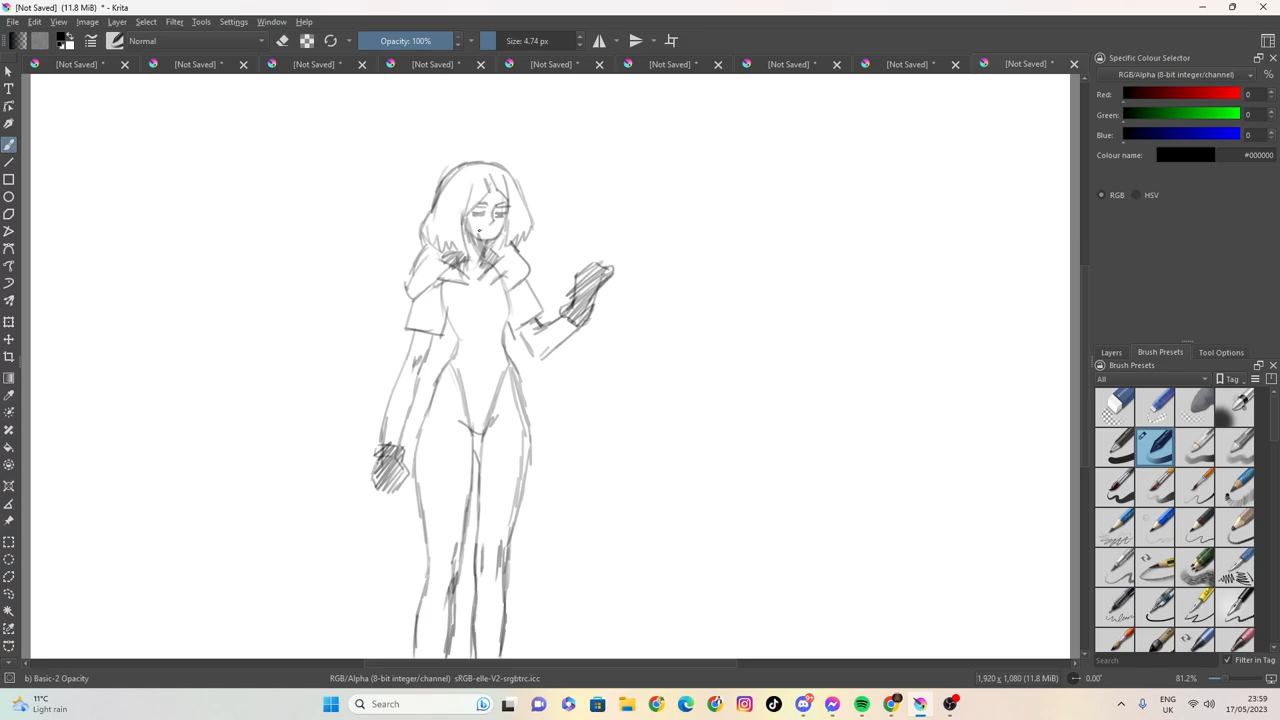 [Not Saved]  (11.8 MiB)  * - Krita
File Edit View Image Layer Select Filter Tools Settings Window Help
Normal Opacity: 100% Size: 4.74 px
[Not Saved] * [Not Saved] * [Not Saved] * [Not Saved] * [Not Saved] * [Not Saved] * [Not Saved] * [Not Saved] * [Not Saved] *
Specific Colour Selector
RGB/Alpha (8-bit integer/channel) %
Red: 0
Green: 0
Blue: 0
Colour name: #000000
RGB HSV
Layers Brush Presets Tool Options
Brush Presets
All Tag
Search Filter in Tag
b) Basic-2 Opacity RGB/Alpha (8-bit integer/channel)  sRGB-elle-V2-srgbtrc.icc 1,920 x 1,080 (11.8 MiB) 0.00° 81.2%
11°C
Light rain
Search
9+
ENG
UK
23:59
17/05/2023